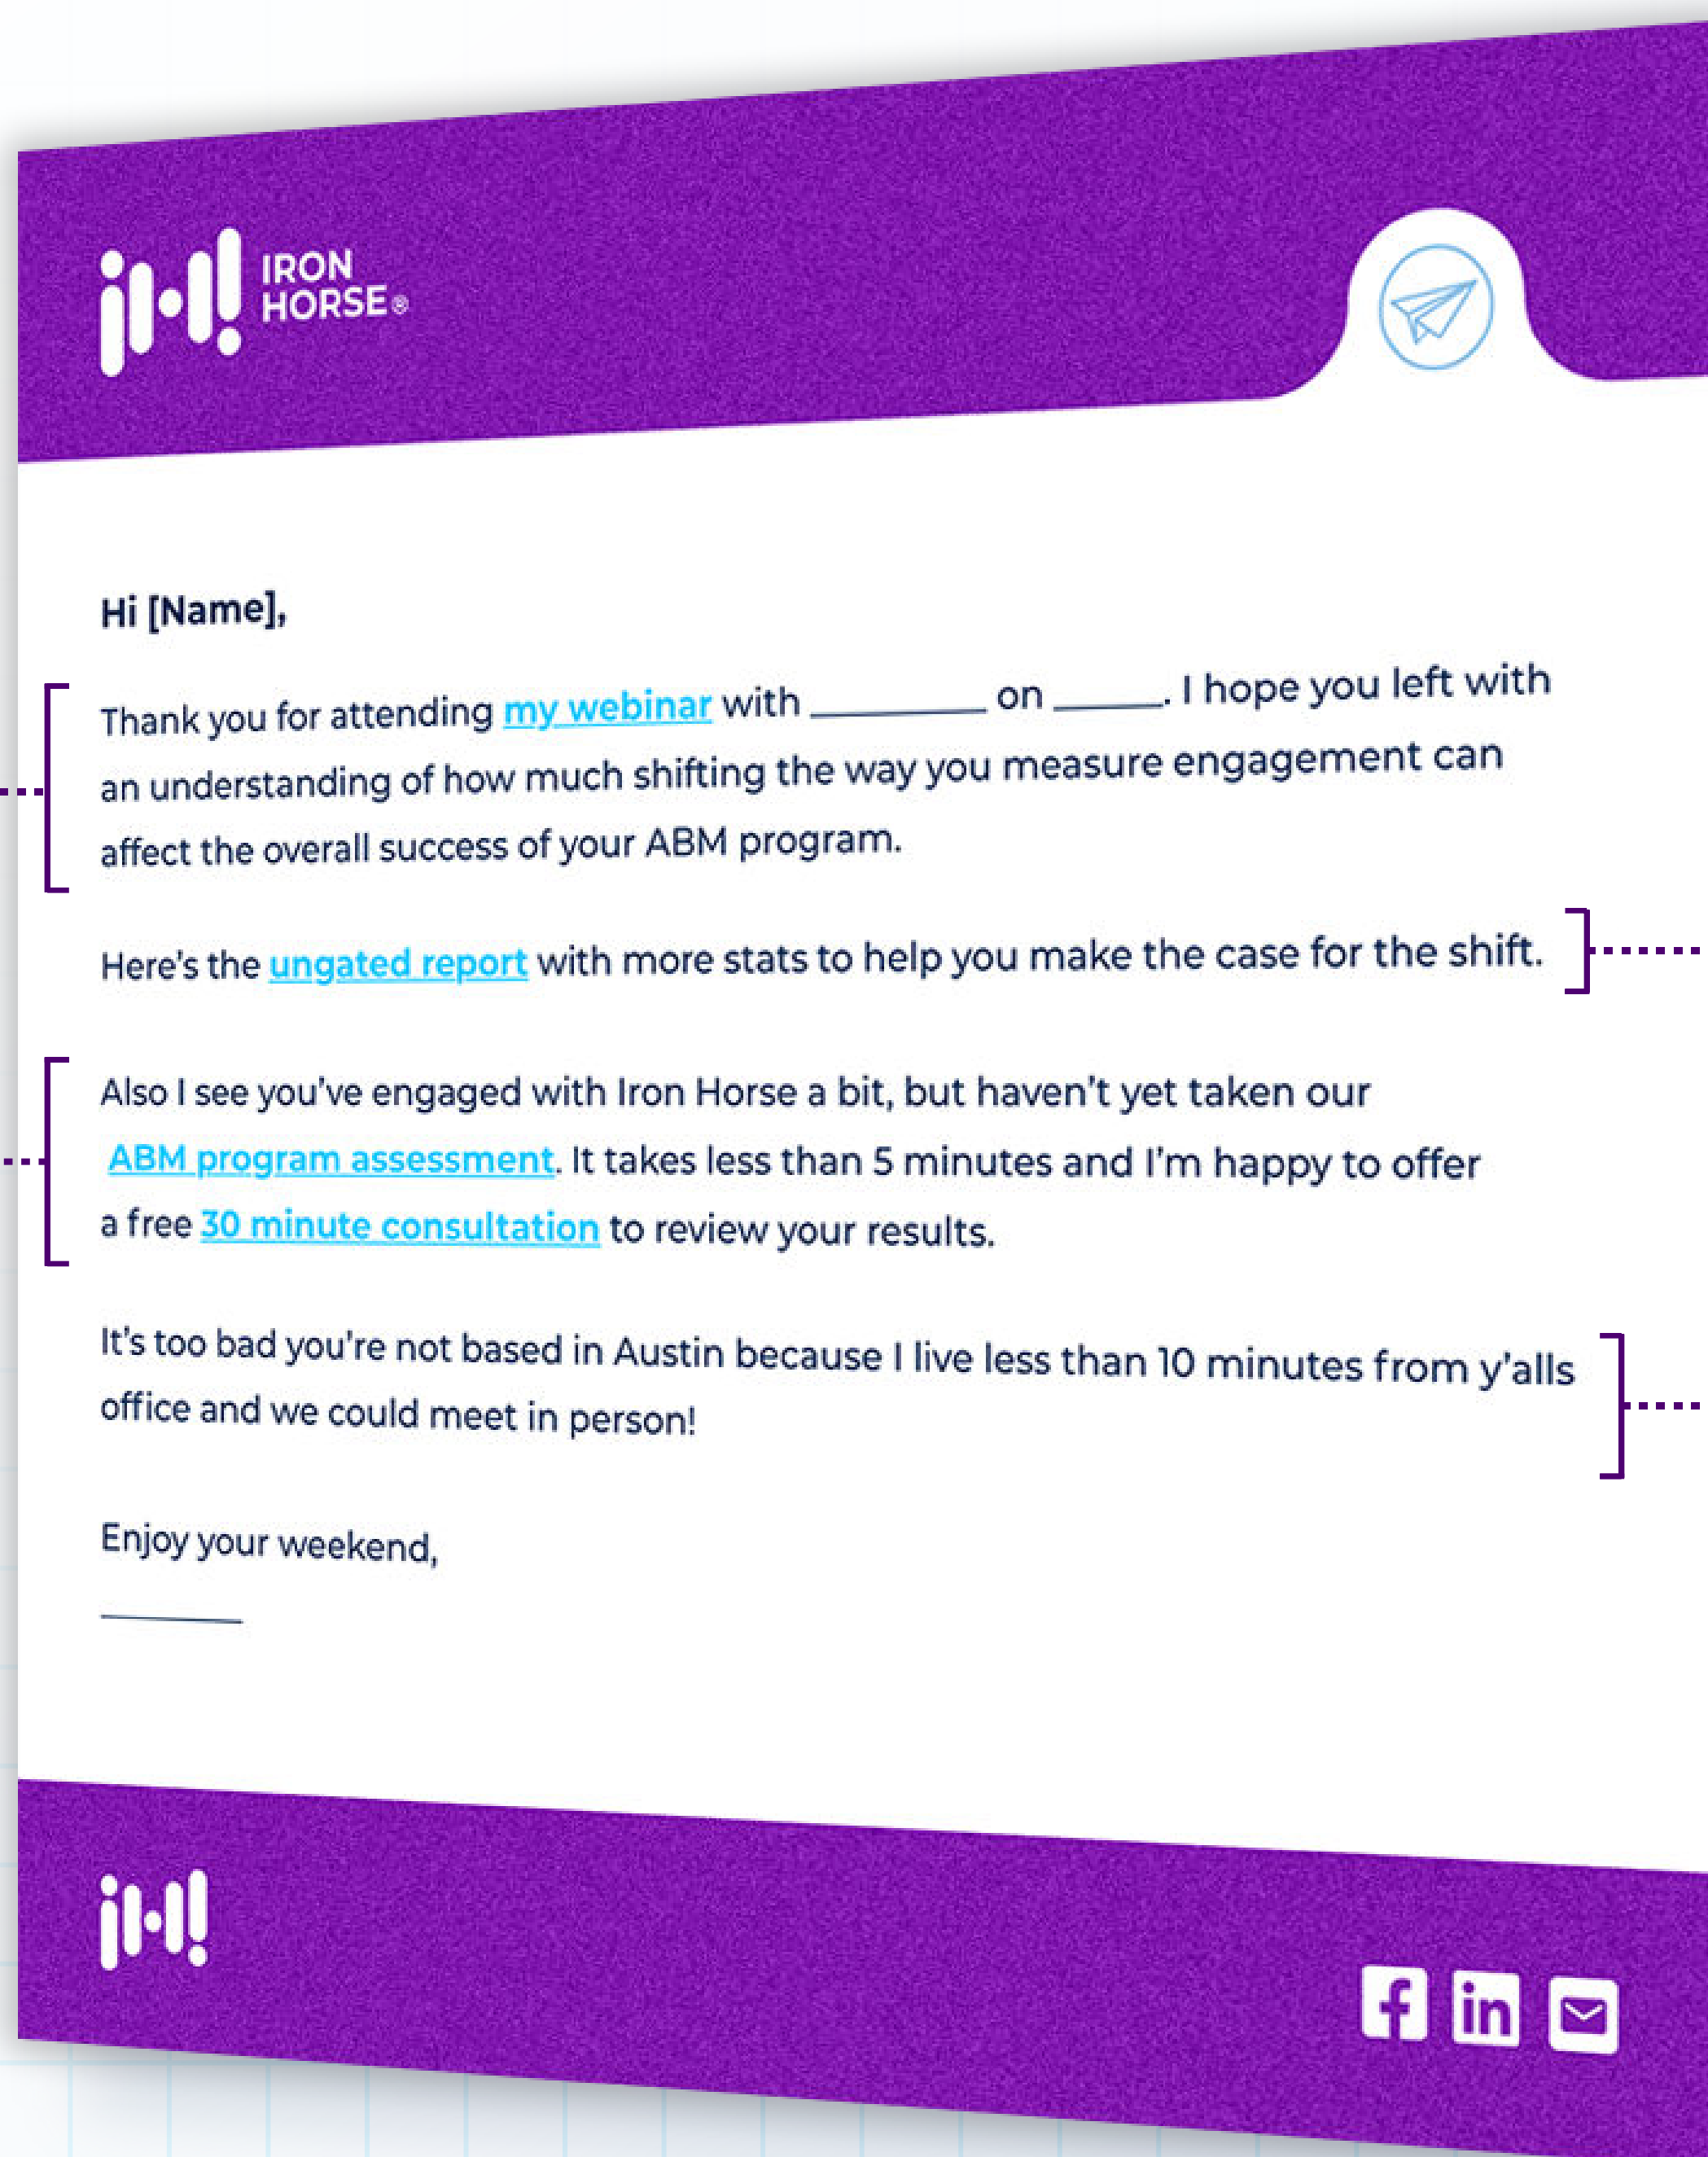 IRON
HORSE®
Hi [Name],
Thank you for attending my webinar with ________ on _____. I hope you left with
an understanding of how much shifting the way you measure engagement can
affect the overall success of your ABM program.
Here's the ungated report with more stats to help you make the case for the shift.
Also I see you've engaged with Iron Horse a bit, but haven't yet taken our
ABM program assessment. It takes less than 5 minutes and I'm happy to offer
a free 30 minute consultation to review your results.
It's too bad you're not based in Austin because I live less than 10 minutes from y'alls
office and we could meet in person!
Enjoy your weekend,
______
f in